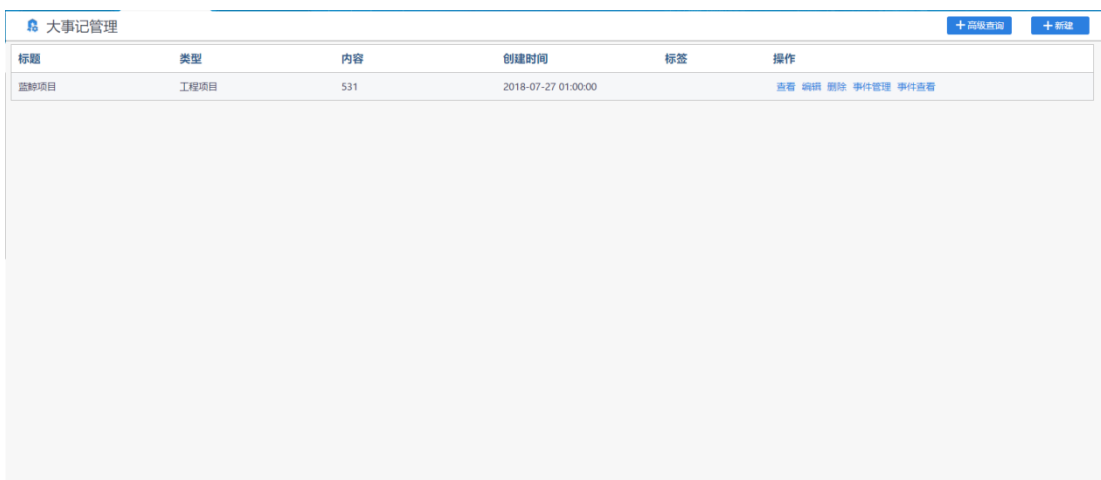 大事记管理 +高级查询 +新建
标题 类型 内容 创建时间 标签 操作
蓝鲸项目 工程项目 531 2018-07-27 01:00:00 查看 编辑 删除 事件管理 事件查看